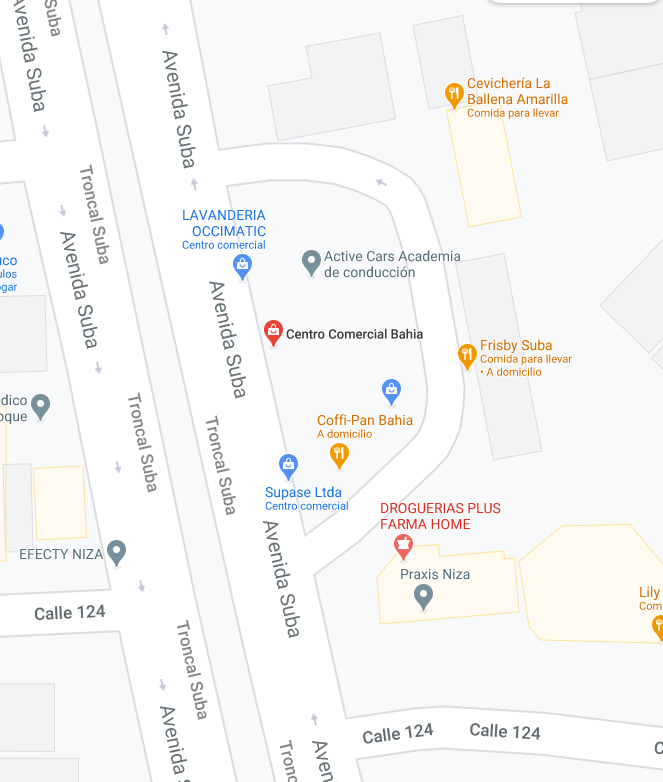 Suba
Avenida Suba
Avenida Suba
Cevichería La
Ballena Amarilla
Comida para llevar
Troncal Suba
LAVANDERIA
OCCIMATIC
Centro comercial
Avenida Suba
Active Cars Academia
de conducción
Avenida Suba
Centro Comercial Bahia
Frisby Suba
Comida para llevar
• A domicilio
Troncal Suba
Coffi-Pan Bahia
A domicilio
Troncal Suba
Supase Ltda
Centro comercial
DROGUERIAS PLUS
FARMA HOME
Avenida Suba
EFECTY NIZA
Praxis Niza
Lily
Calle 124
Troncal Suba
Avenida Suba
Calle 124
Calle 124